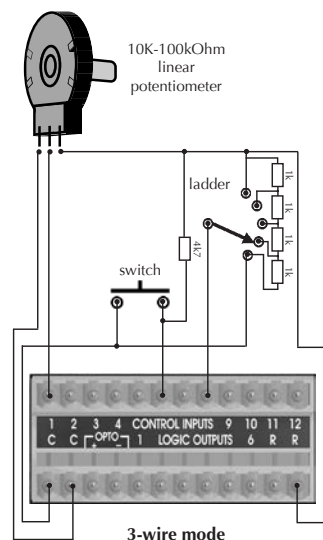 10K-100kOhm
linear
potentiometer
ladder
1k
1k
1k
1k
4k7
switch
1 2 3 4 CONTROL INPUTS 9 10 11 12
C C + OPTO - 1 LOGIC OUTPUTS 6 R R
3-wire mode